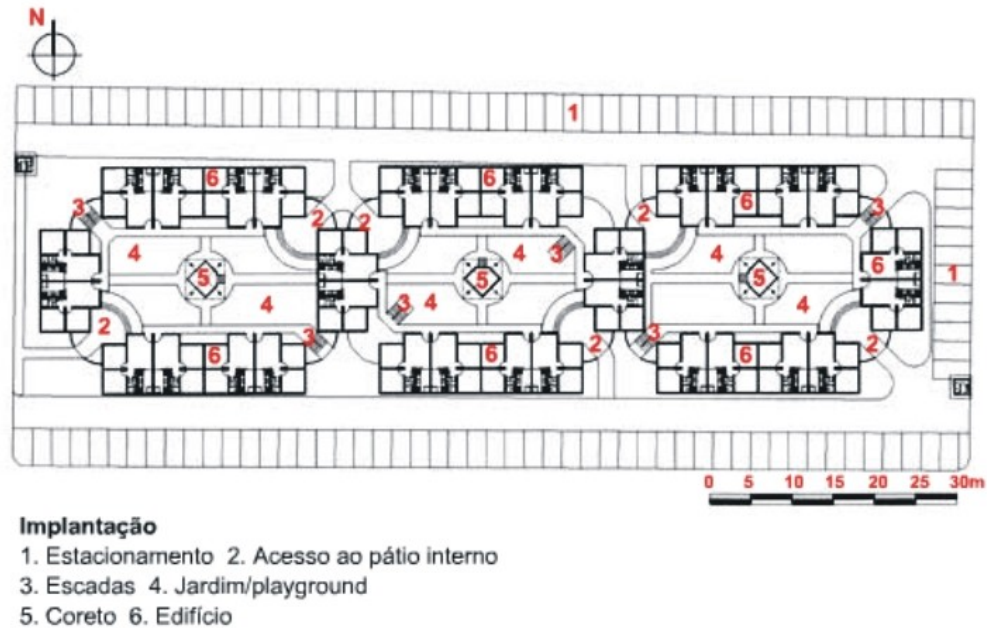 N
1
6 6 6
3 2 2 2 3
4 4 4
3
5 5 5 6 1
4 3 4 4
2 3 2 3 2
6 6 6
0 5 10 15 20 25 30m
Implantação
1. Estacionamento 2. Acesso ao pátio interno
3. Escadas 4. Jardim/playground
5. Coreto 6. Edifício